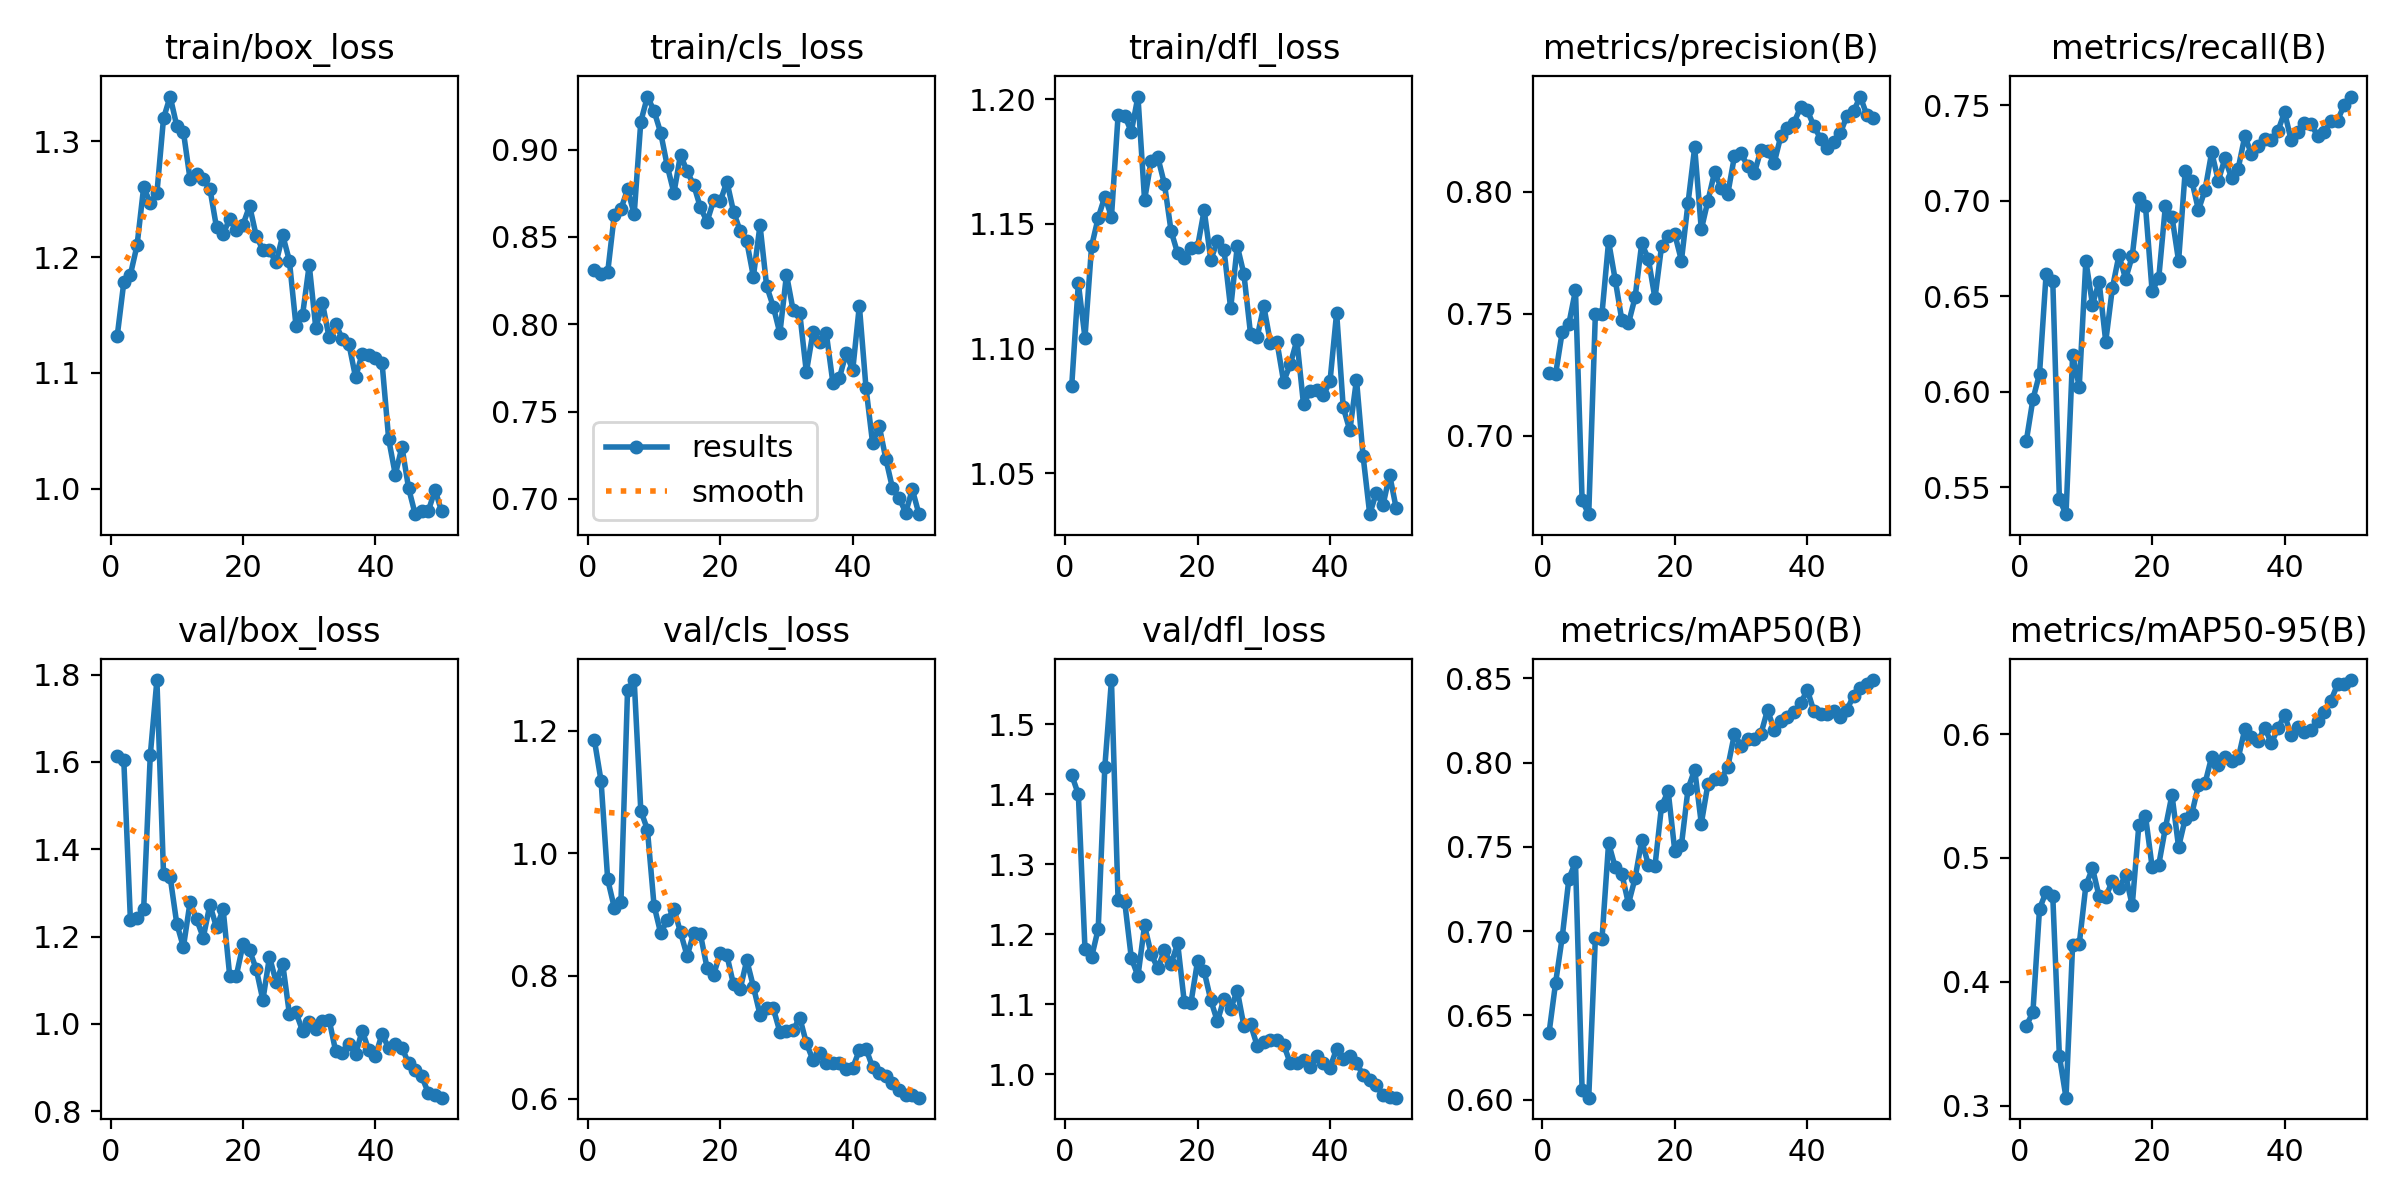 train/box_loss
train/cls_loss
train/dfl_loss
metrics/precision(B)
metrics/recall(B)
1.3
1.2
1.1
1.0
0 20 40
0.90
0.85
0.80
0.75
0.70
results
smooth
0 20 40
1.20
1.15
1.10
1.05
0 20 40
0.80
0.75
0.70
0 20 40
0.75
0.70
0.65
0.60
0.55
0 20 40
val/box_loss
val/cls_loss
val/dfl_loss
metrics/mAP50(B)
metrics/mAP50-95(B)
1.8
1.6
1.4
1.2
1.0
0.8
0 20 40
1.2
1.0
0.8
0.6
0 20 40
1.5
1.4
1.3
1.2
1.1
1.0
0 20 40
0.85
0.80
0.75
0.70
0.65
0.60
0 20 40
0.6
0.5
0.4
0.3
0 20 40